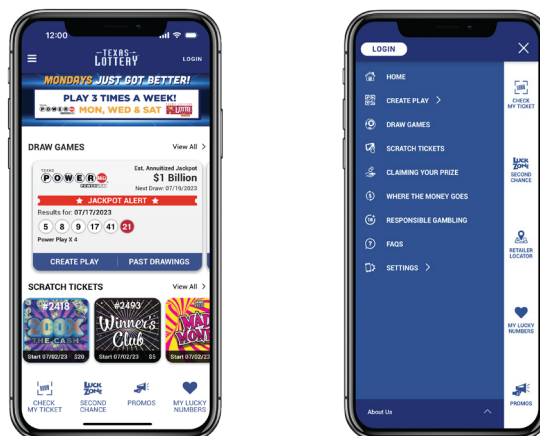 12:00
TEXAS
LOTTERY
LOGIN
MONDAYS JUST GOT BETTER!
PLAY 3 TIMES A WEEK!
POWERBALL MON, WED & SAT LOTTO
DRAW GAMES
View All >
TEXAS
POWERBALL
POWERPLAY
Est. Annuitized Jackpot
$1 Billion
Next Draw: 07/19/2023
★ JACKPOT ALERT ★
Results for: 07/17/2023
5 8 9 17 41 21
Power Play X 4
CREATE PLAY | PAST DRAWINGS
SCRATCH TICKETS
View All >
#2418
200X
THE CASH
Start 07/02/23 $20
#2493
Winner's
Club
Start 07/02/23 $5
MAD
MONEY
Start 07/02/23
CHECK
MY TICKET
LUCK
ZONE
SECOND
CHANCE
PROMOS
MY LUCKY
NUMBERS
LOGIN
HOME
CREATE PLAY >
DRAW GAMES
SCRATCH TICKETS
CLAIMING YOUR PRIZE
WHERE THE MONEY GOES
RESPONSIBLE GAMBLING
FAQS
SETTINGS >
About Us
CHECK
MY TICKET
LUCK
ZONE
SECOND
CHANCE
RETAILER
LOCATOR
MY LUCKY
NUMBERS
PROMOS